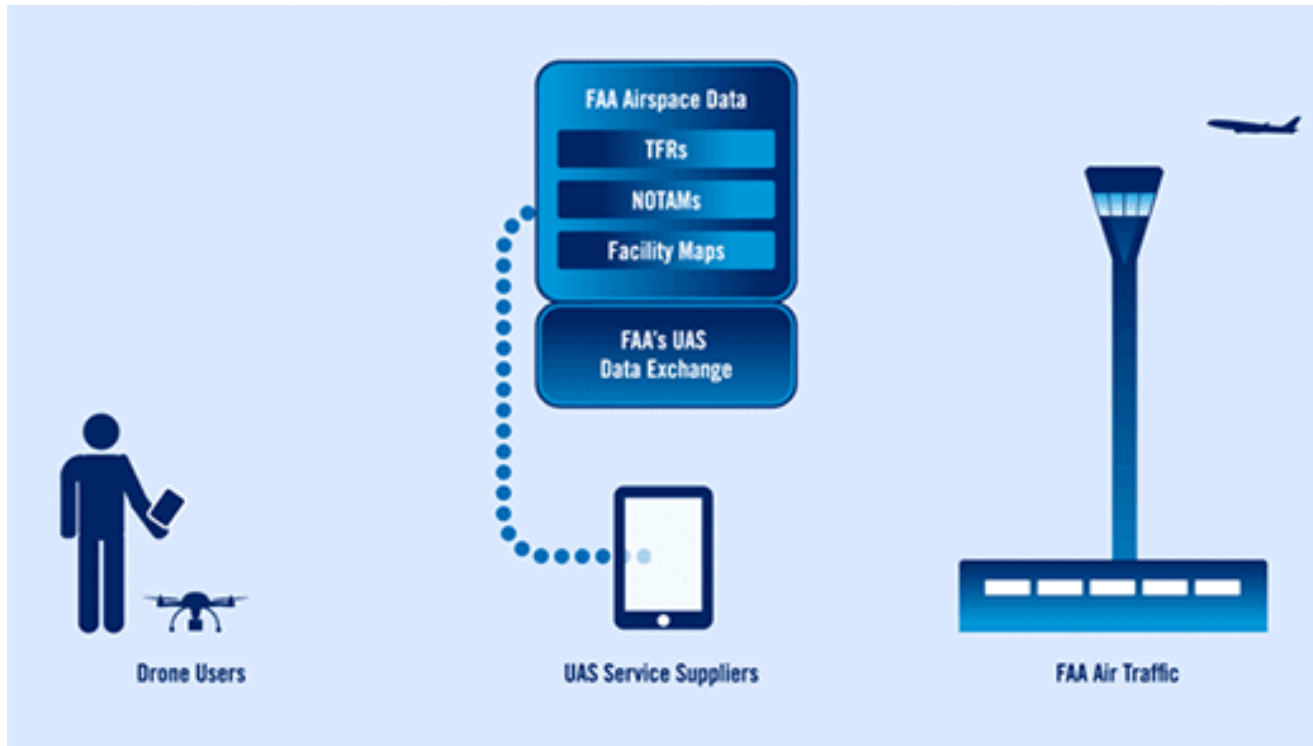 FAA Airspace Data
TFRs
NOTAMs
Facility Maps
FAA's UAS
Data Exchange
Drone Users
UAS Service Suppliers
FAA Air Traffic